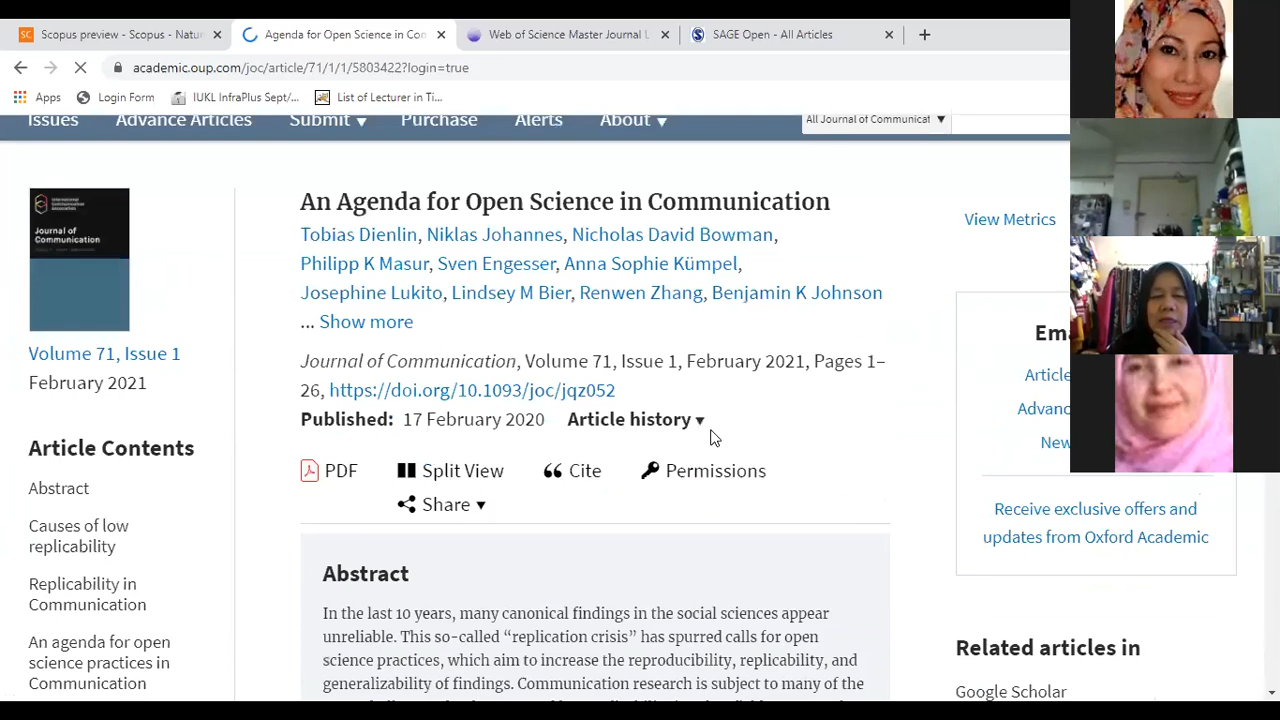 Scopus preview - Scopus - Natu
Agenda for Open Science in Con
Web of Science Master Journal L
SAGE Open - All Articles
academic.oup.com/joc/article/71/1/1/5803422?login=true
Apps
Login Form
IUKL InfraPlus Sept/...
List of Lecturer in Ti...
Issues
Advance Articles
Submit
Purchase
Alerts
About
All Journal of Communicat
Journal of
Communication
Volume 71, Issue 1
February 2021
Article Contents
Abstract
Causes of low
replicability
Replicability in
Communication
An agenda for open
science practices in
Communication
An Agenda for Open Science in Communication
Tobias Dienlin, Niklas Johannes, Nicholas David Bowman,
Philipp K Masur, Sven Engesser, Anna Sophie Kümpel,
Josephine Lukito, Lindsey M Bier, Renwen Zhang, Benjamin K Johnson
... Show more
Journal of Communication, Volume 71, Issue 1, February 2021, Pages 1–
26, https://doi.org/10.1093/joc/jqz052
Published: 17 February 2020 Article history
PDF
Split View
Cite
Permissions
Share
Abstract
In the last 10 years, many canonical findings in the social sciences appear
unreliable. This so-called “replication crisis” has spurred calls for open
science practices, which aim to increase the reproducibility, replicability, and
generalizability of findings. Communication research is subject to many of the
View Metrics
Ema
Article
Advanc
New
Receive exclusive offers and
updates from Oxford Academic
Related articles in
Google Scholar